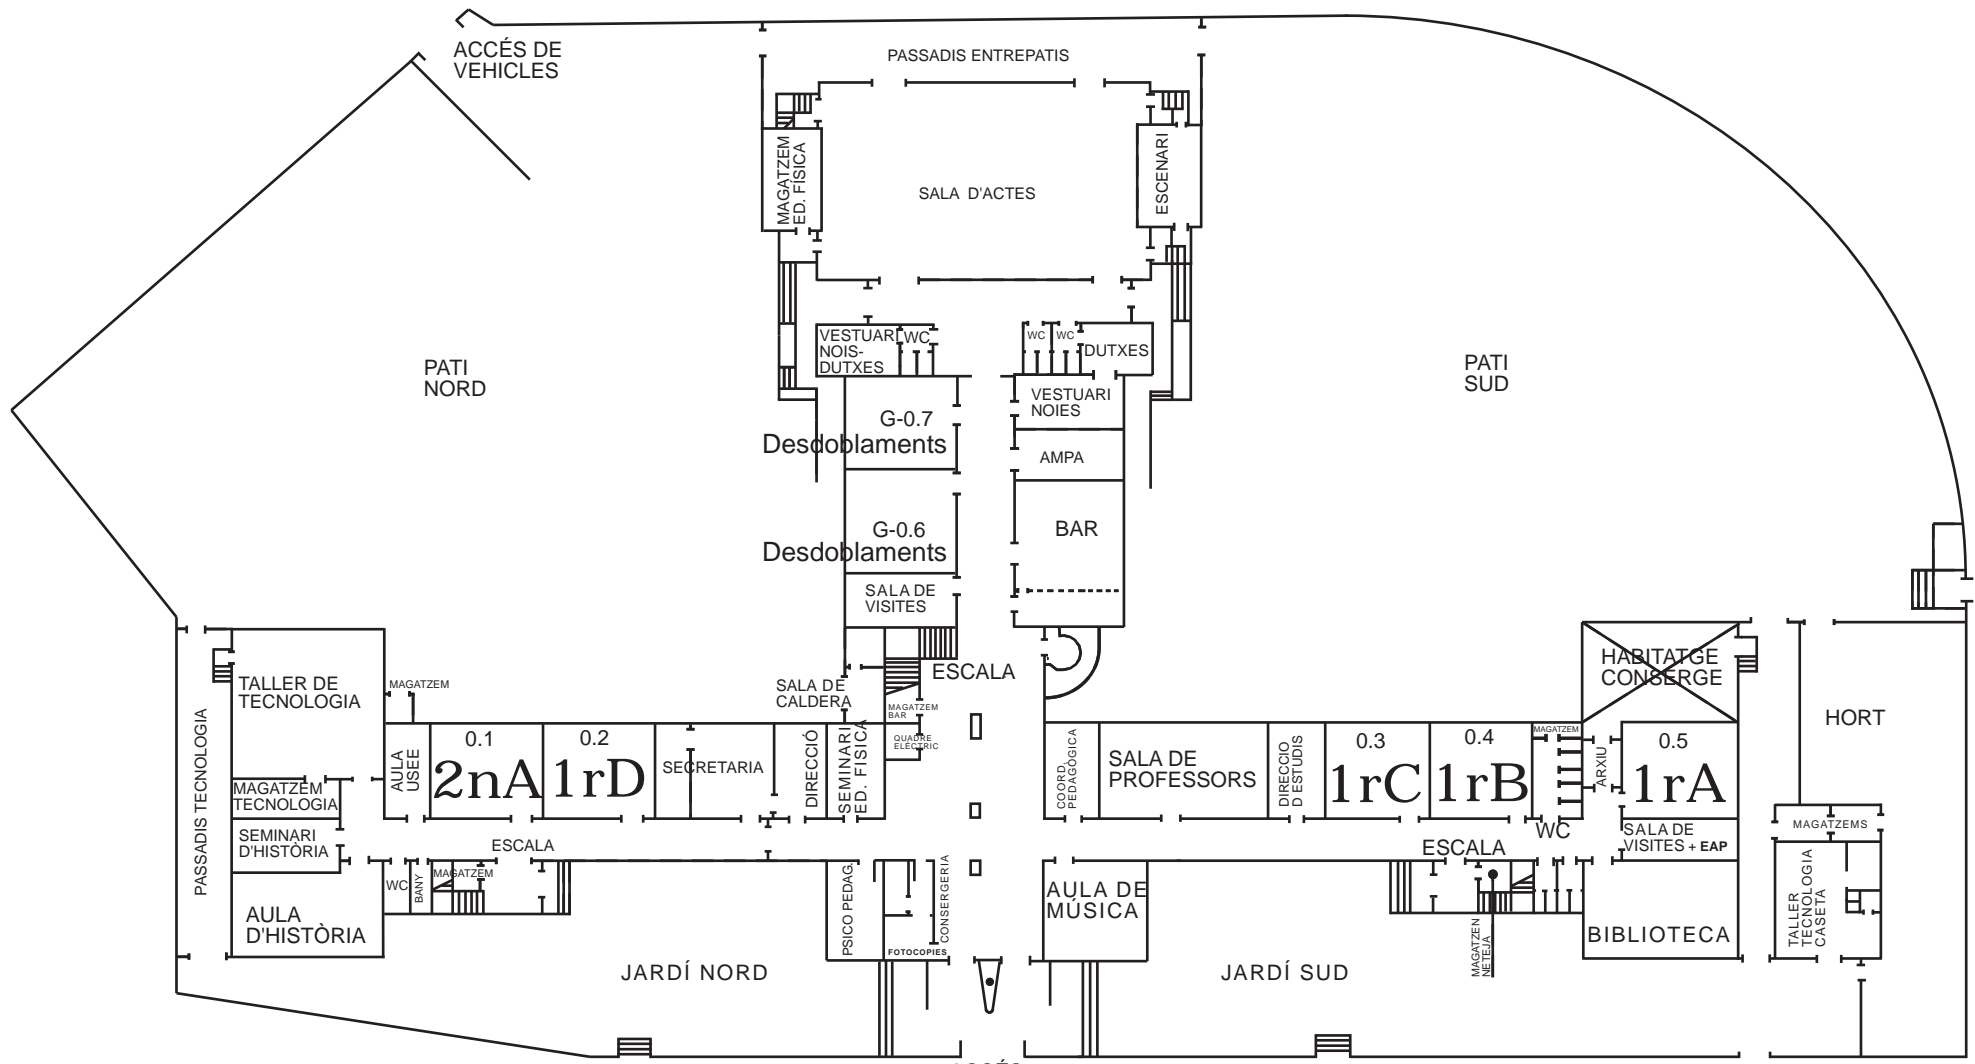 ACCÉS DE
VEHICLES
PASSADIS ENTREPATIS
MAGATZEM
ED. FÍSICA
SALA D'ACTES
ESCENARI
PATI
NORD
PATI
SUD
VESTUARI
NOIS-
DUTXES
WC
WC
WC
DUTXES
VESTUARI
NOIES
G-0.7
Desdoblaments
AMPA
G-0.6
Desdoblaments
BAR
SALA DE
VISITES
ESCALA
TALLER DE
TECNOLOGIA
MAGATZEM
SALA DE
CALDERA
MAGATZEM
BAR
QUADRE
ELÈCTRIC
HABITATGE
CONSERGE
HORT
PASSADIS TECNOLOGIA
MAGATZEM
TECNOLOGIA
SEMINARI
D'HISTÒRIA
AULA
D'HISTÒRIA
AULA
USEE
0.1
2nA
0.2
1rD
SECRETARIA
DIRECCIÓ
SEMINARI
ED. FISICA
COORD.
PEDAGÒGICA
SALA DE
PROFESSORS
DIRECCIO
D'ESTUDIS
0.3
1rC
0.4
1rB
MAGATZEM
ARXIU
0.5
1rA
WC
SALA DE
VISITES + EAP
MAGATZEMS
ESCALA
ESCALA
WC
BANY
MAGATZEM
PSICO PEDAG.
CONSERGERIA
FOTOCOPIES
AULA DE
MÚSICA
MAGATZEN
NETEJA
BIBLIOTECA
TALLER
TECNOLOGIA
CASETA
JARDÍ NORD
JARDÍ SUD